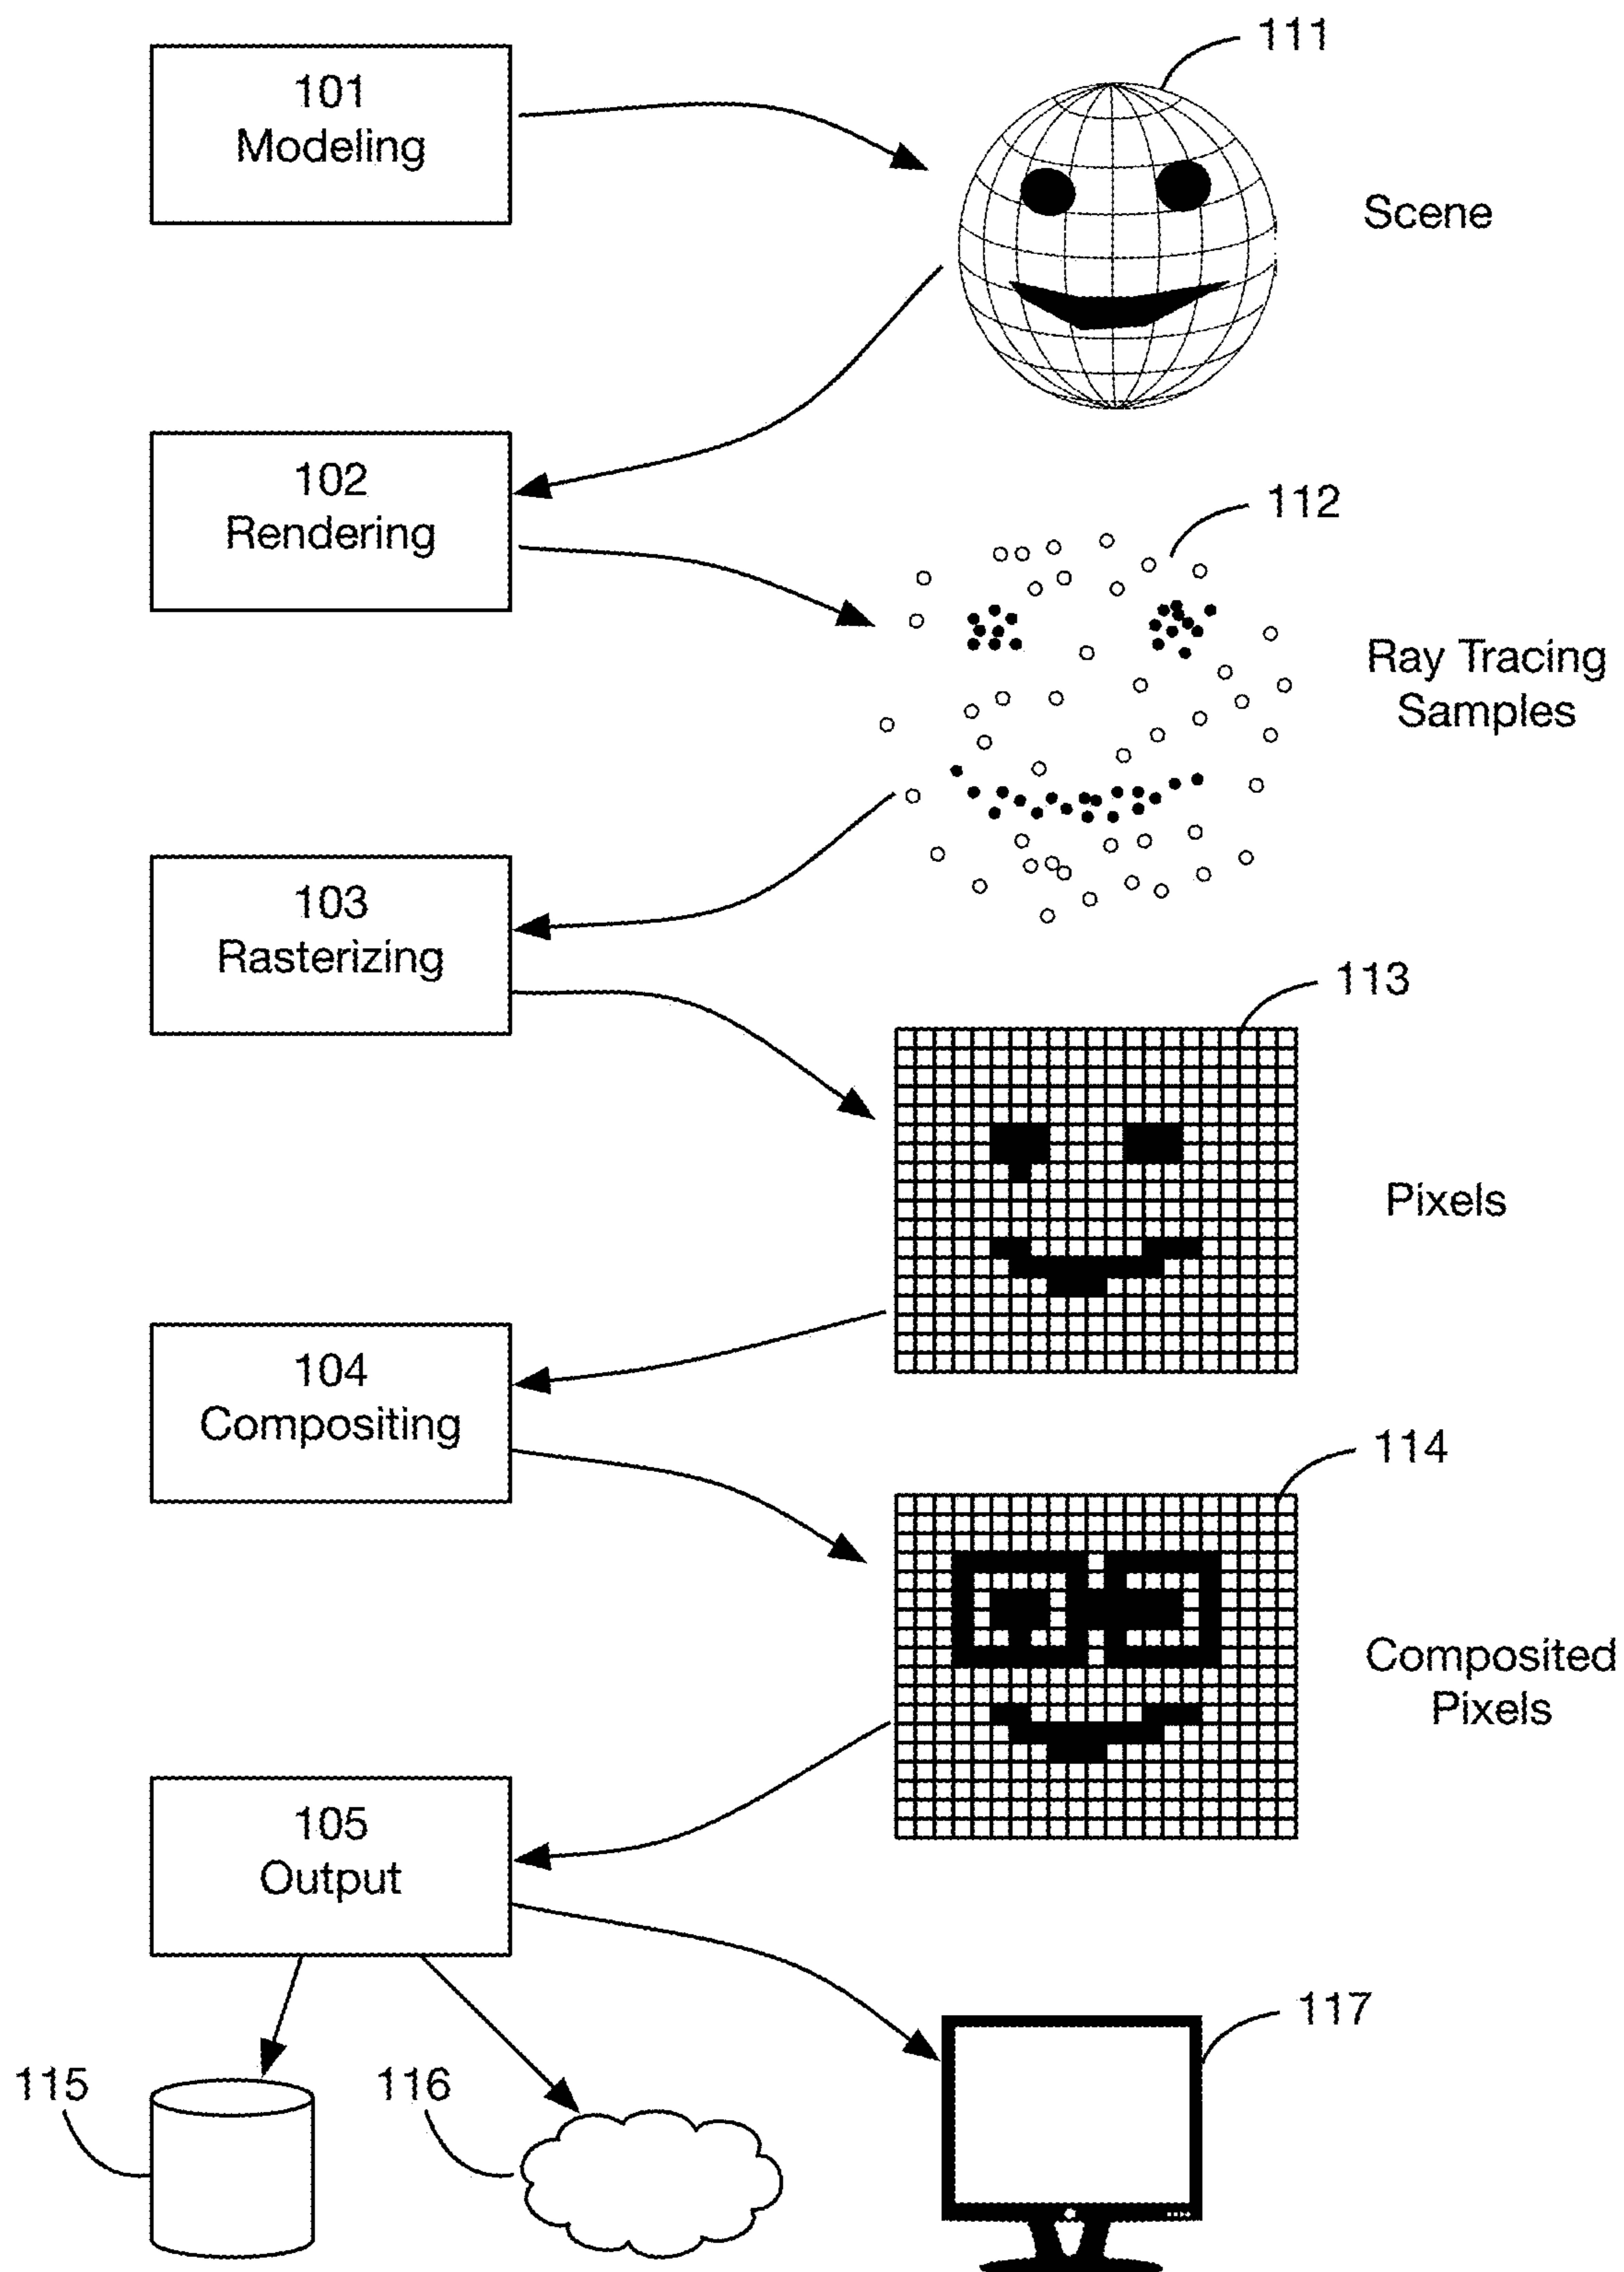 111
101
Modeling
Scene
102
Rendering
112
Ray Tracing
Samples
103
Rasterizing
113
Pixels
104
Compositing
114
Composited
Pixels
105
Output
117
115
116